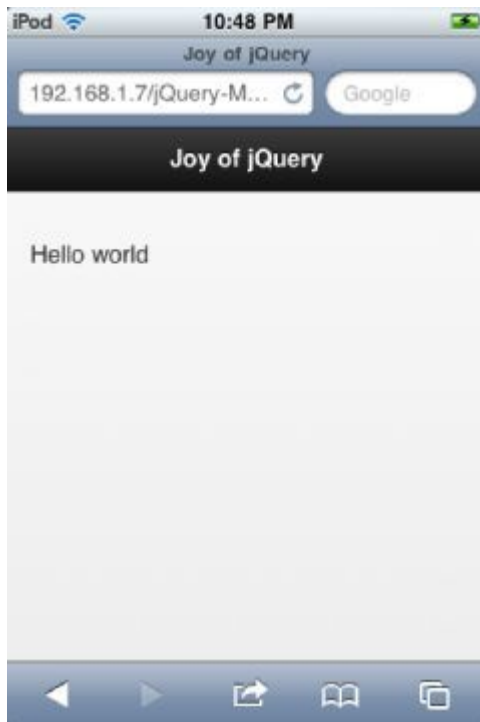 iPod 10:48 PM
Joy of jQuery
192.168.1.7/jQuery-M... Google
Joy of jQuery
Hello world